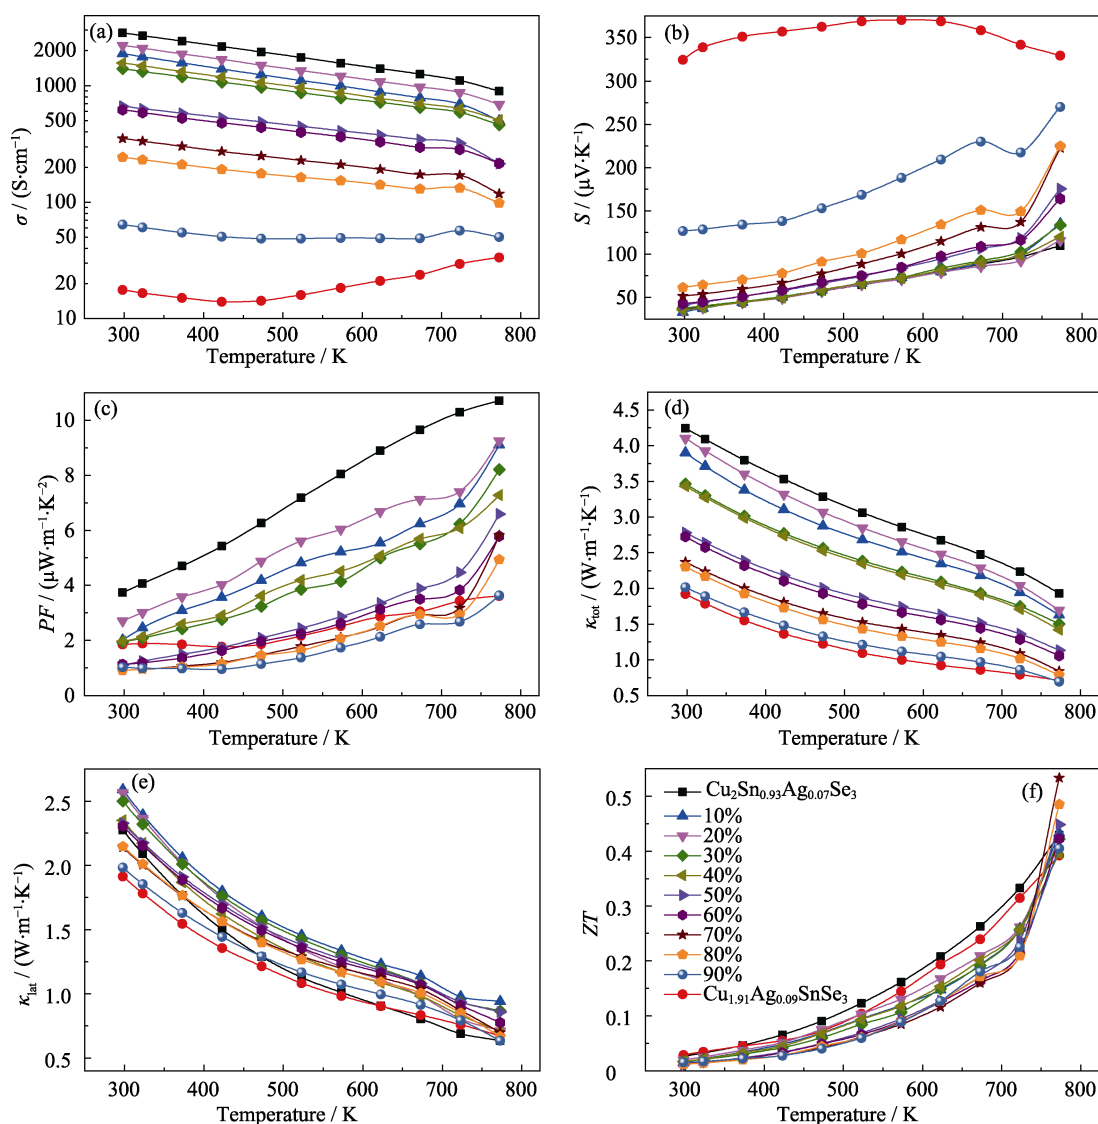 (a)
2000
1000
500
200
100
50
20
10
σ / (S·cm⁻¹)
300 400 500 600 700 800
Temperature / K
(b)
350
300
250
200
150
100
50
S / (μV·K⁻¹)
300 400 500 600 700 800
Temperature / K
(c)
10
8
6
4
2
0
PF / (μW·m⁻¹·K⁻²)
300 400 500 600 700 800
Temperature / K
(d)
4.5
4.0
3.5
3.0
2.5
2.0
1.5
1.0
0.5
κtot / (W·m⁻¹·K⁻¹)
300 400 500 600 700 800
Temperature / K
(e)
2.5
2.0
1.5
1.0
0.5
κlat / (W·m⁻¹·K⁻¹)
300 400 500 600 700 800
Temperature / K
(f)
0.5
0.4
0.3
0.2
0.1
0
ZT
Cu₂Sn₀.₉₃Ag₀.₀₇Se₃
10%
20%
30%
40%
50%
60%
70%
80%
90%
Cu₁.₉₁Ag₀.₀₉SnSe₃
300 400 500 600 700 800
Temperature / K